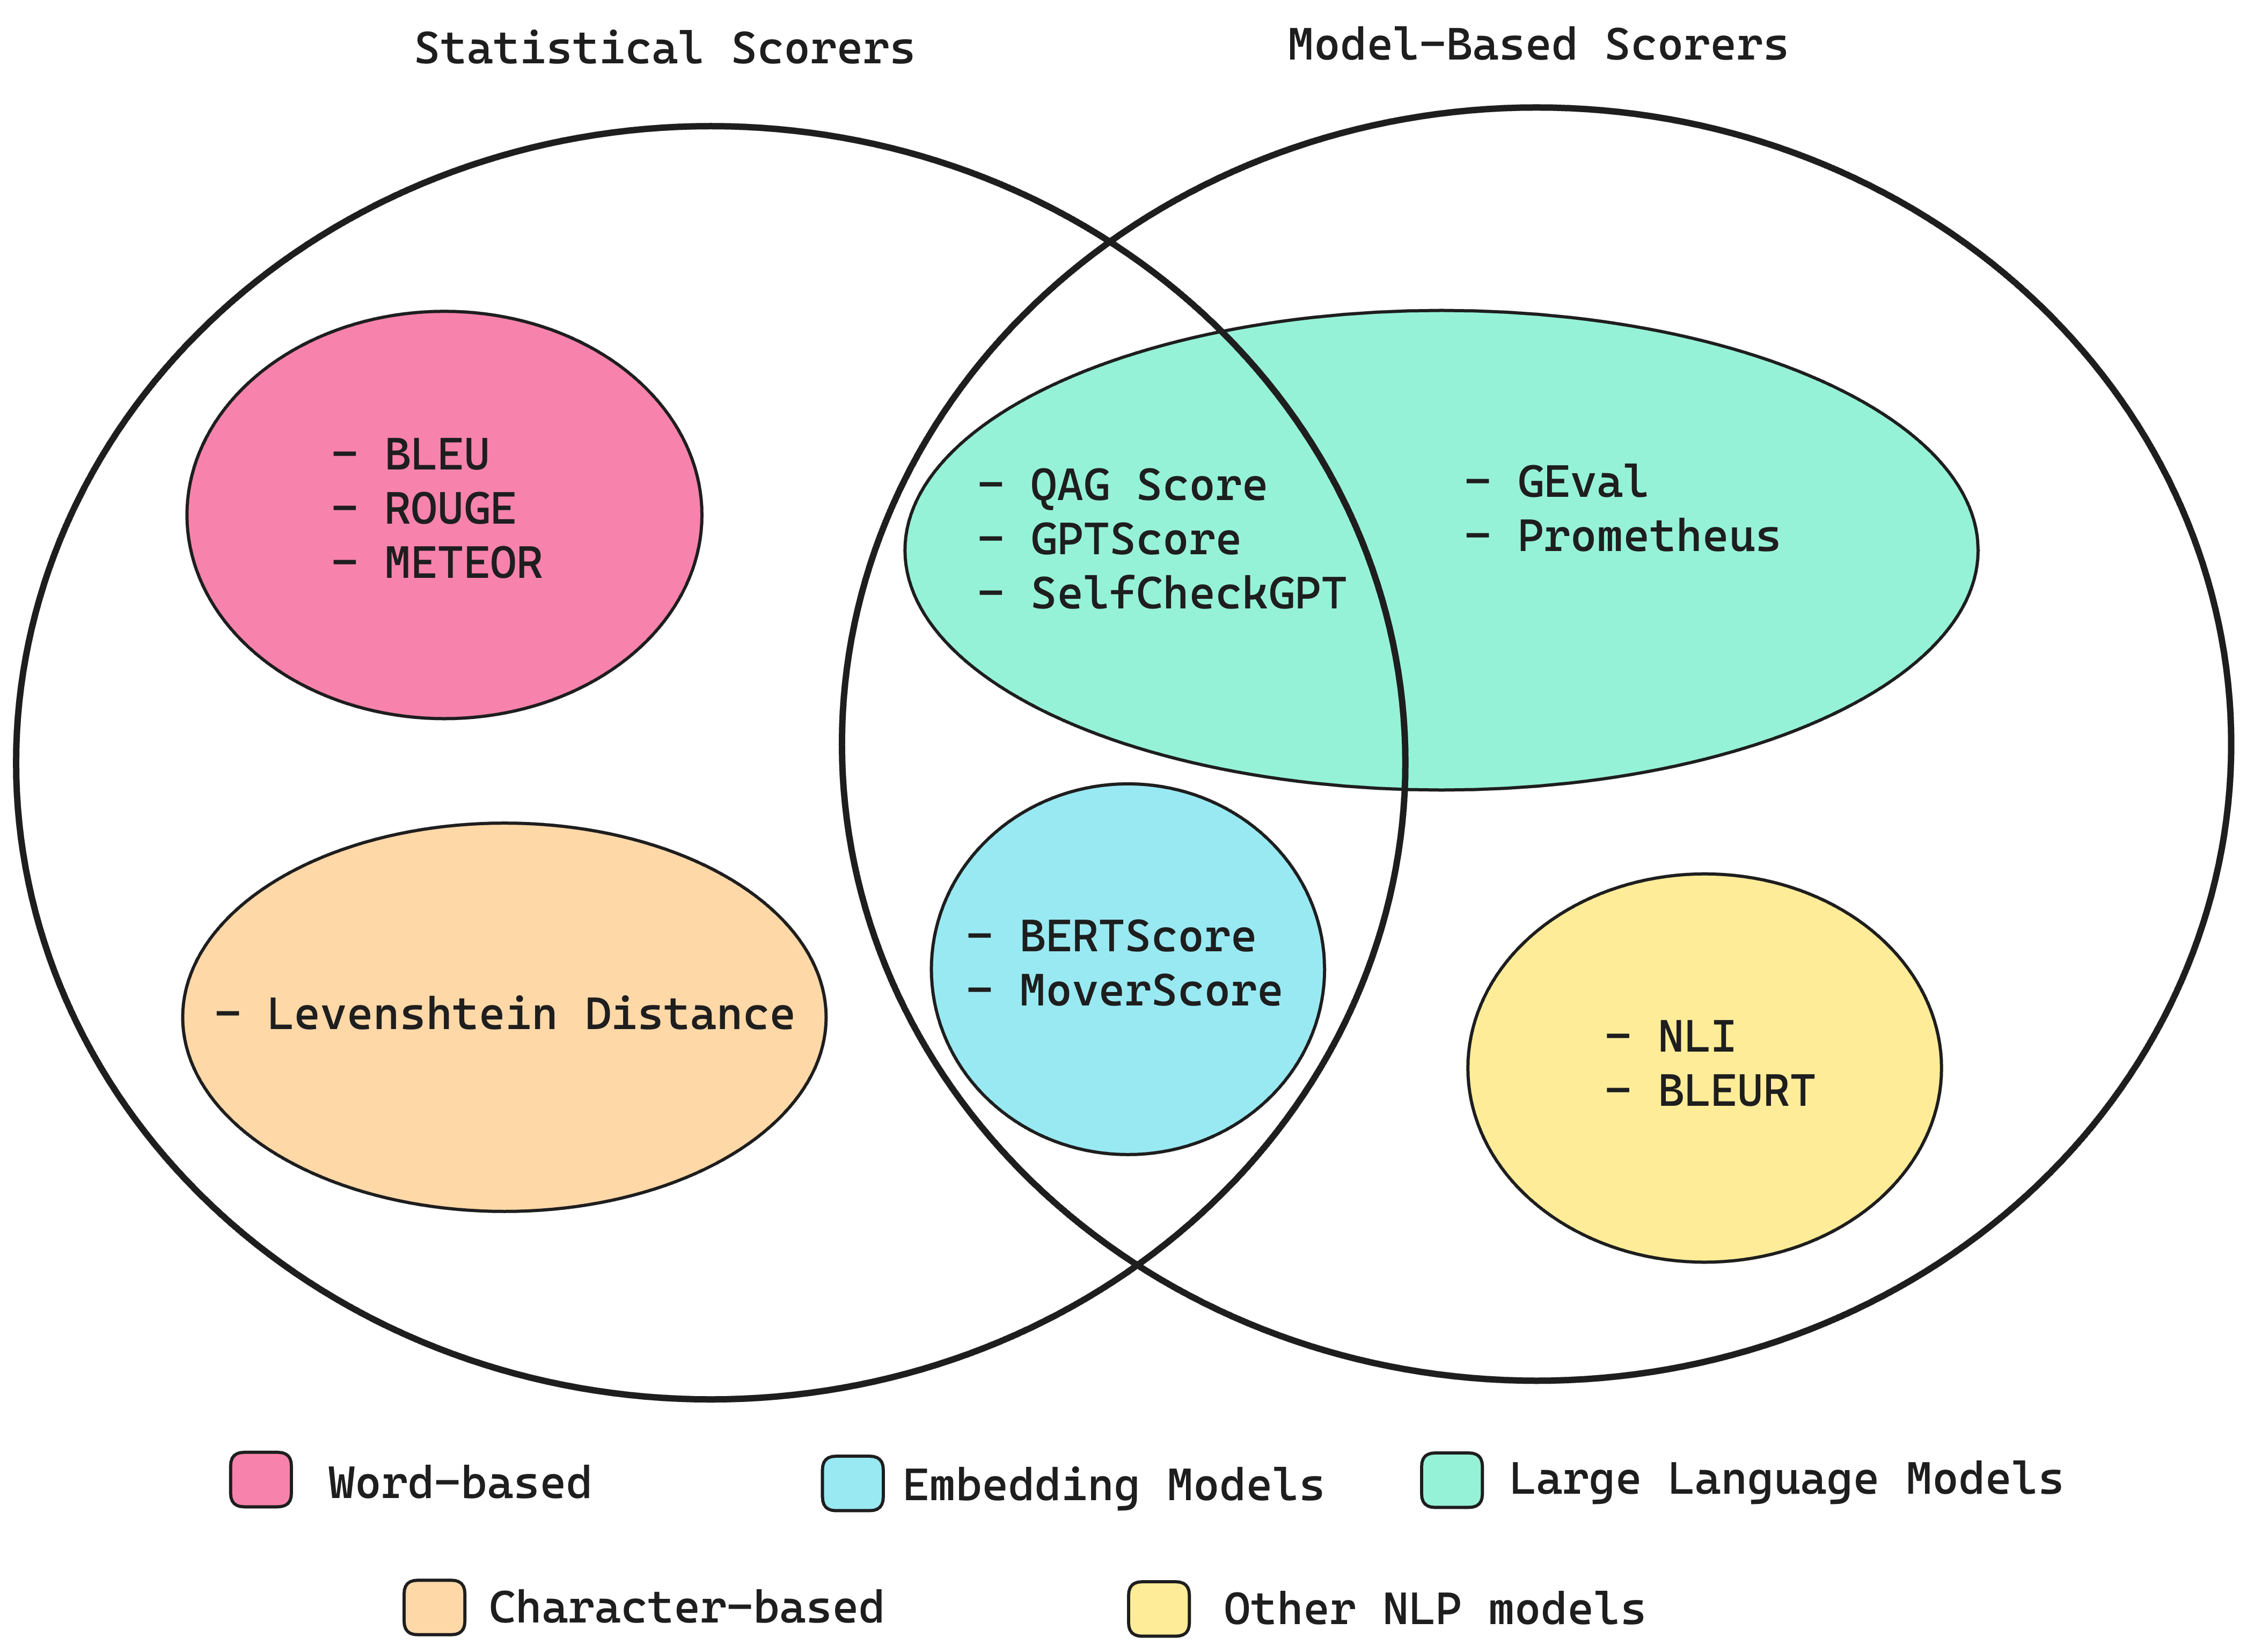 Statistical Scorers
Model-Based Scorers
- BLEU
- ROUGE
- METEOR
- QAG Score
- GPTScore
- SelfCheckGPT
- GEval
- Prometheus
- Levenshtein Distance
- BERTScore
- MoverScore
- NLI
- BLEURT
Word-based
Embedding Models
Large Language Models
Character-based
Other NLP models